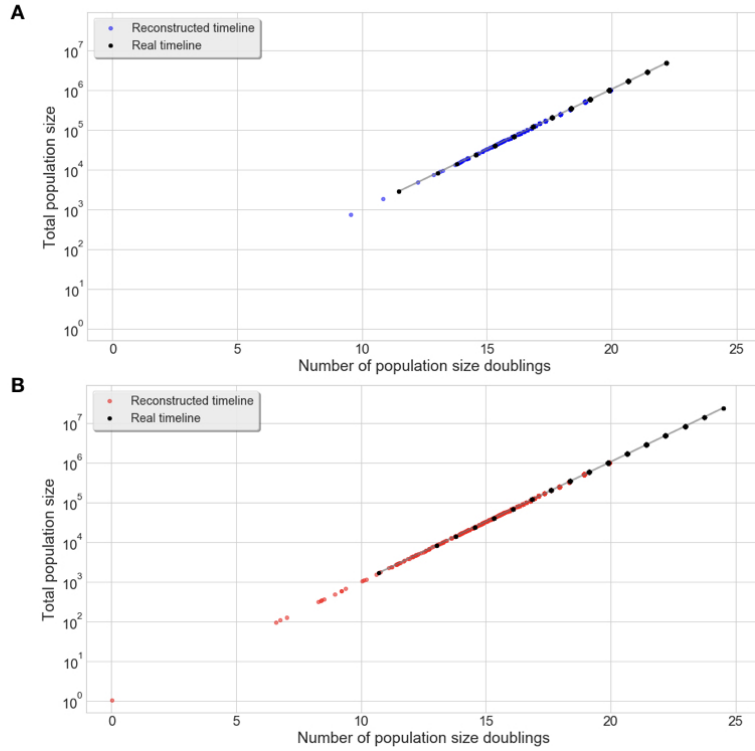 A
Reconstructed timeline
Real timeline
10^7
10^6
10^5
10^4
10^3
10^2
10^1
10^0
Total population size
0 5 10 15 20 25
Number of population size doublings
B
Reconstructed timeline
Real timeline
10^7
10^6
10^5
10^4
10^3
10^2
10^1
10^0
Total population size
0 5 10 15 20 25
Number of population size doublings